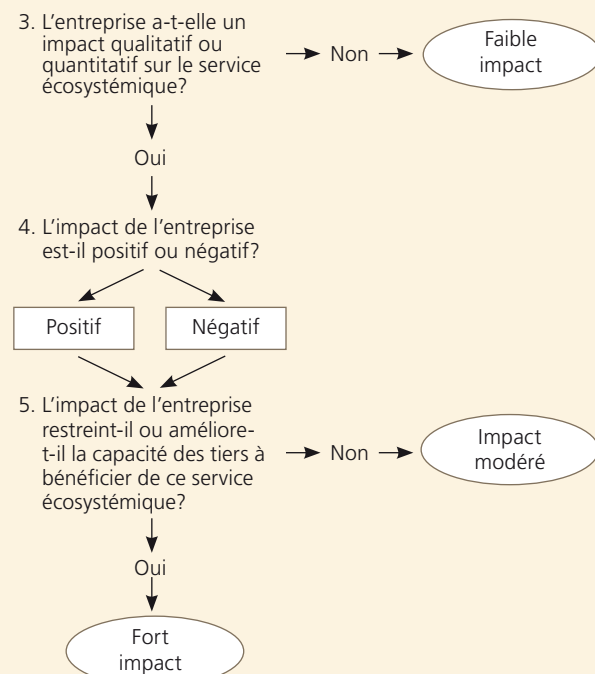 3. L'entreprise a-t-elle un
impact qualitatif ou
quantitatif sur le service
écosystémique?
Non
Faible
impact
Oui
4. L'impact de l'entreprise
est-il positif ou négatif?
Positif
Négatif
5. L'impact de l'entreprise
restreint-il ou améliore-
t-il la capacité des tiers à
bénéficier de ce service
écosystémique?
Non
Impact
modéré
Oui
Fort
impact